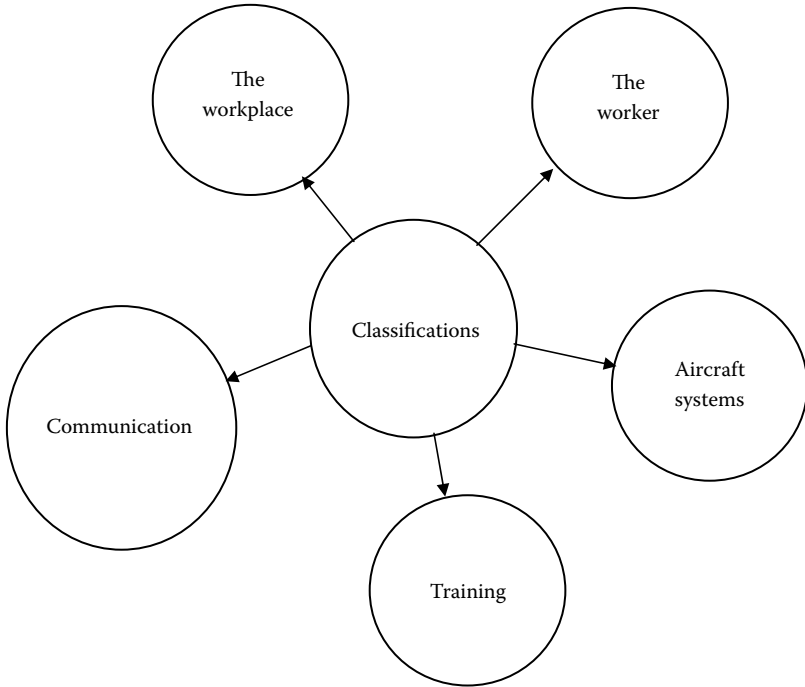 The
workplace
The
worker
Classifications
Aircraft
systems
Communication
Training